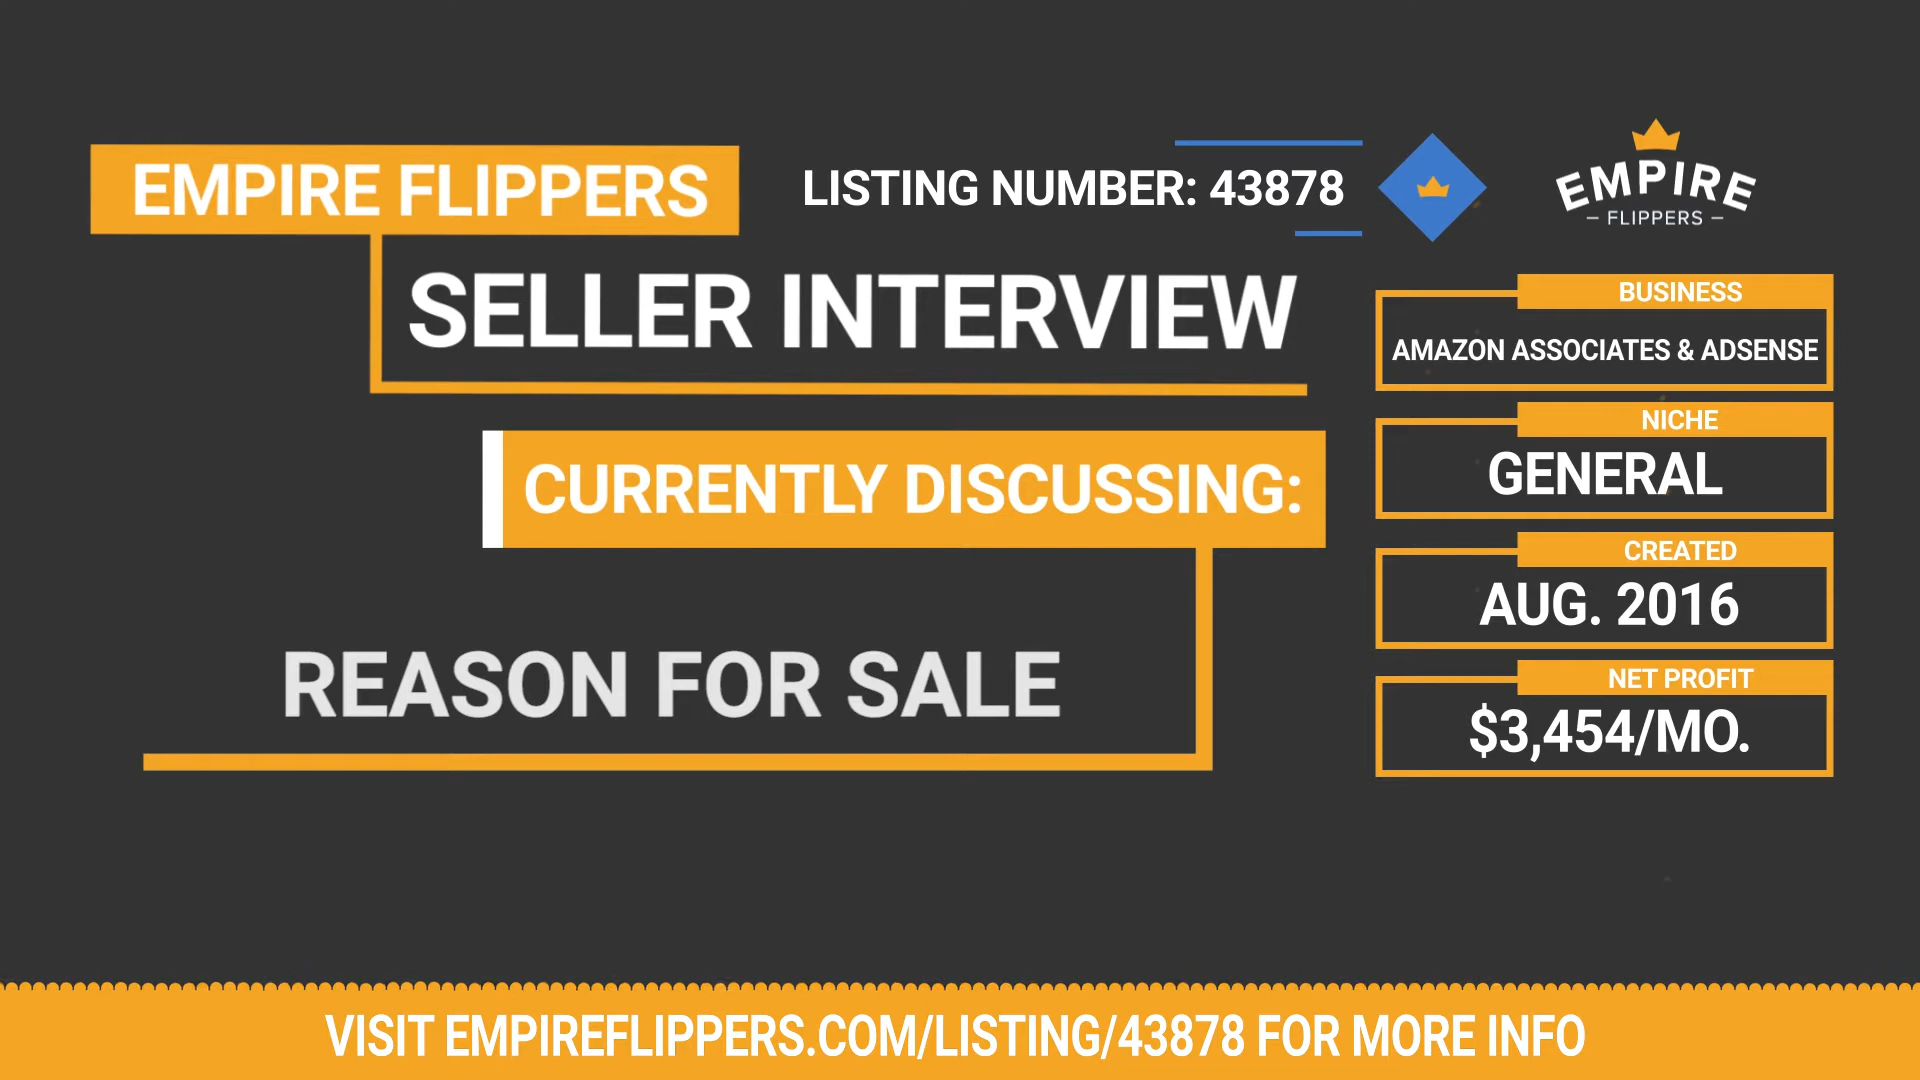 EMPIRE FLIPPERS
LISTING NUMBER: 43878
EMPIRE
FLIPPERS
SELLER INTERVIEW
CURRENTLY DISCUSSING:
REASON FOR SALE
BUSINESS
AMAZON ASSOCIATES & ADSENSE
NICHE
GENERAL
CREATED
AUG. 2016
NET PROFIT
$3,454/MO.
VISIT EMPIREFLIPPERS.COM/LISTING/43878 FOR MORE INFO